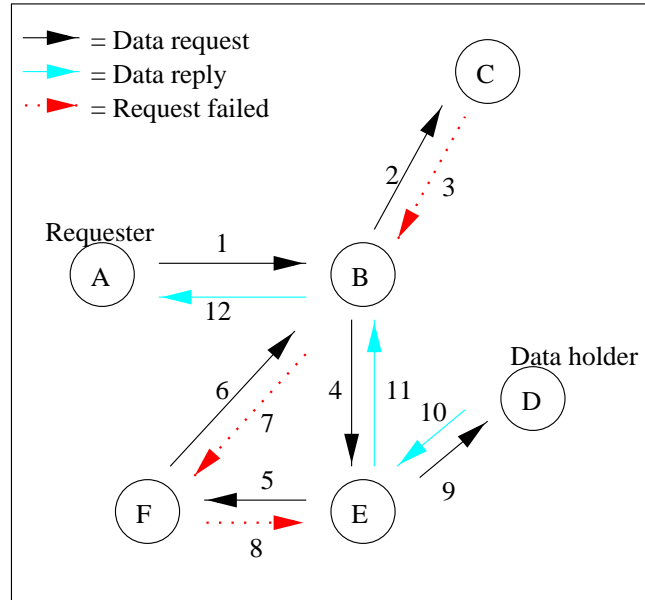 = Data request
= Data reply
= Request failed
C
2
3
Requester
1
A
B
12
Data holder
6
4
11
10
D
7
5
9
F
E
8